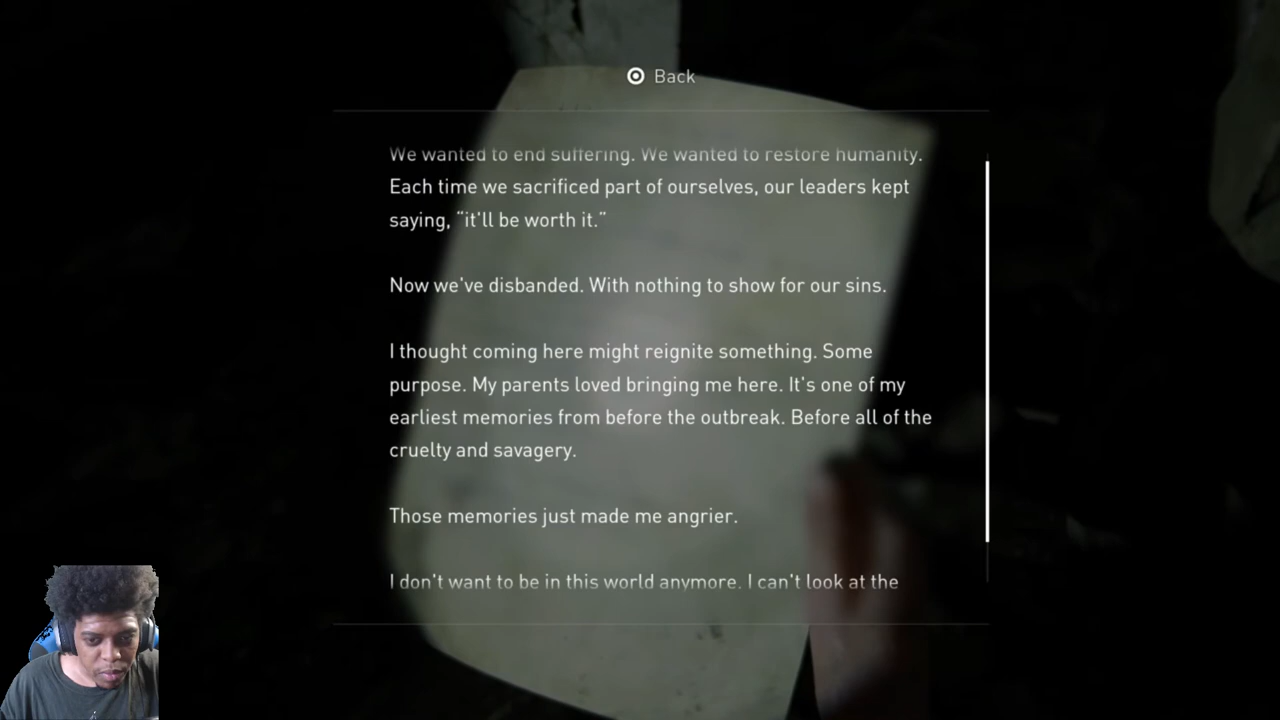 Back
We wanted to end suffering. We wanted to restore humanity.
Each time we sacrificed part of ourselves, our leaders kept
saying, “it'll be worth it.”
Now we've disbanded. With nothing to show for our sins.
I thought coming here might reignite something. Some
purpose. My parents loved bringing me here. It's one of my
earliest memories from before the outbreak. Before all of the
cruelty and savagery.
Those memories just made me angrier.
I don't want to be in this world anymore. I can't look at the